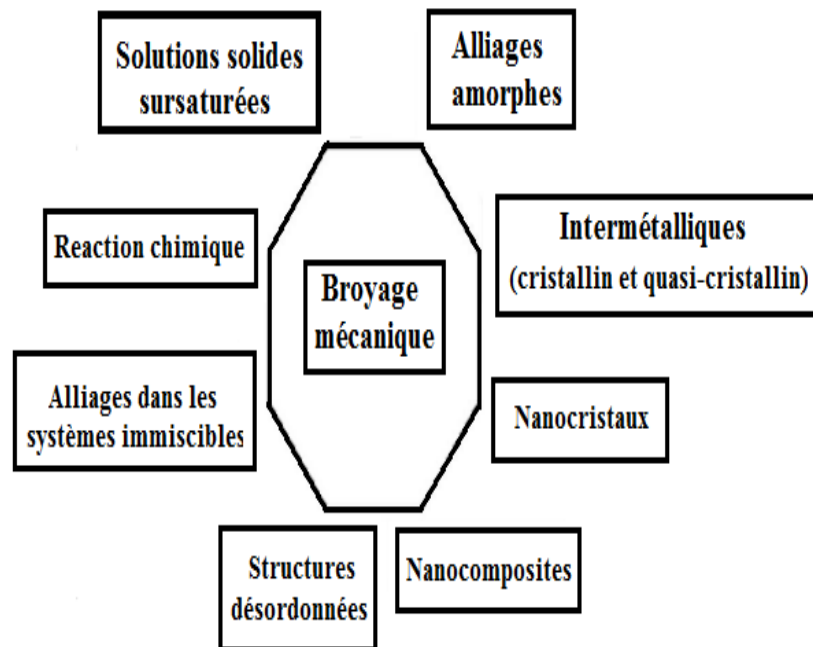 Solutions solides
sursaturées
Alliages
amorphes
Reaction chimique
Intermétalliques
(cristallin et quasi-cristallin)
Broyage
mécanique
Alliages dans les
systèmes immiscibles
Nanocristaux
Structures
désordonnées
Nanocomposites